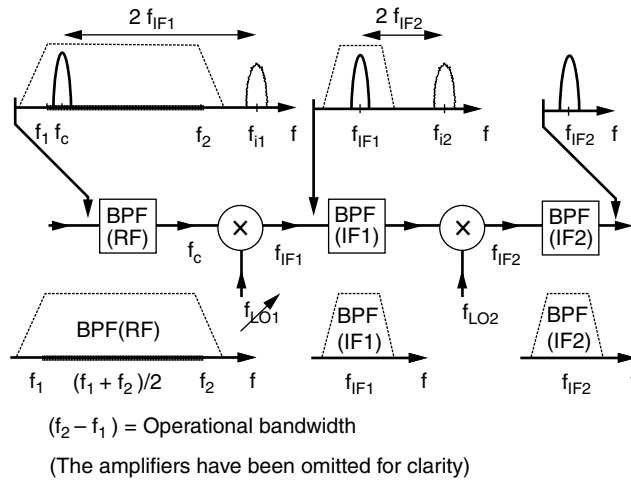 2 f_IF1
2 f_IF2
f_1 f_c f_2 f_i1 f
f_IF1 f_i2 f
f_IF2 f
BPF (RF)
f_c
×
f_IF1
BPF (IF1)
×
f_IF2
BPF (IF2)
f_LO1
f_LO2
BPF(RF)
BPF (IF1)
BPF (IF2)
f_1 (f_1 + f_2)/2 f_2 f
f_IF1 f
f_IF2
(f_2 – f_1) = Operational bandwidth
(The amplifiers have been omitted for clarity)